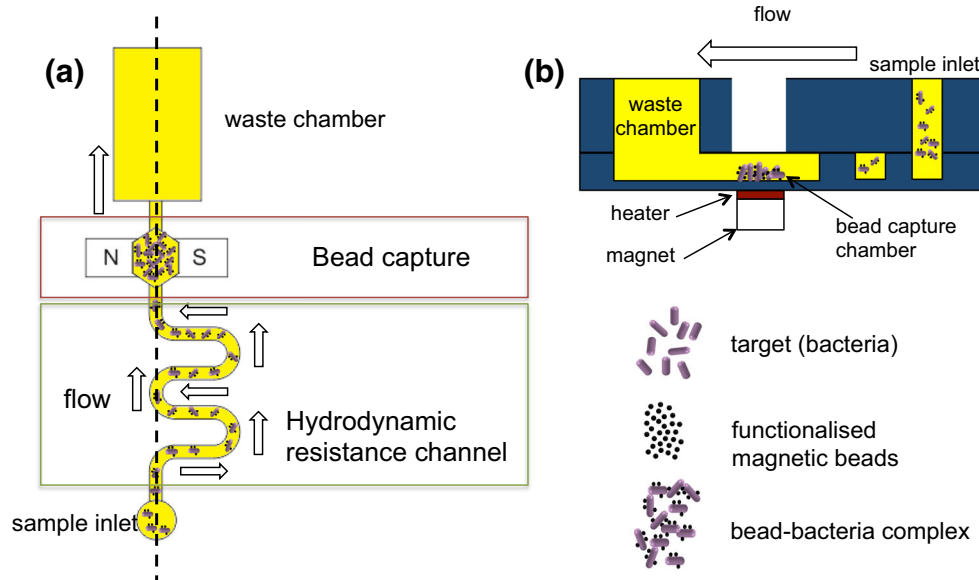 (a)
waste chamber
N
S
Bead capture
flow
Hydrodynamic
resistance channel
sample inlet
(b)
flow
sample inlet
waste
chamber
heater
magnet
bead capture
chamber
target (bacteria)
functionalised
magnetic beads
bead-bacteria complex